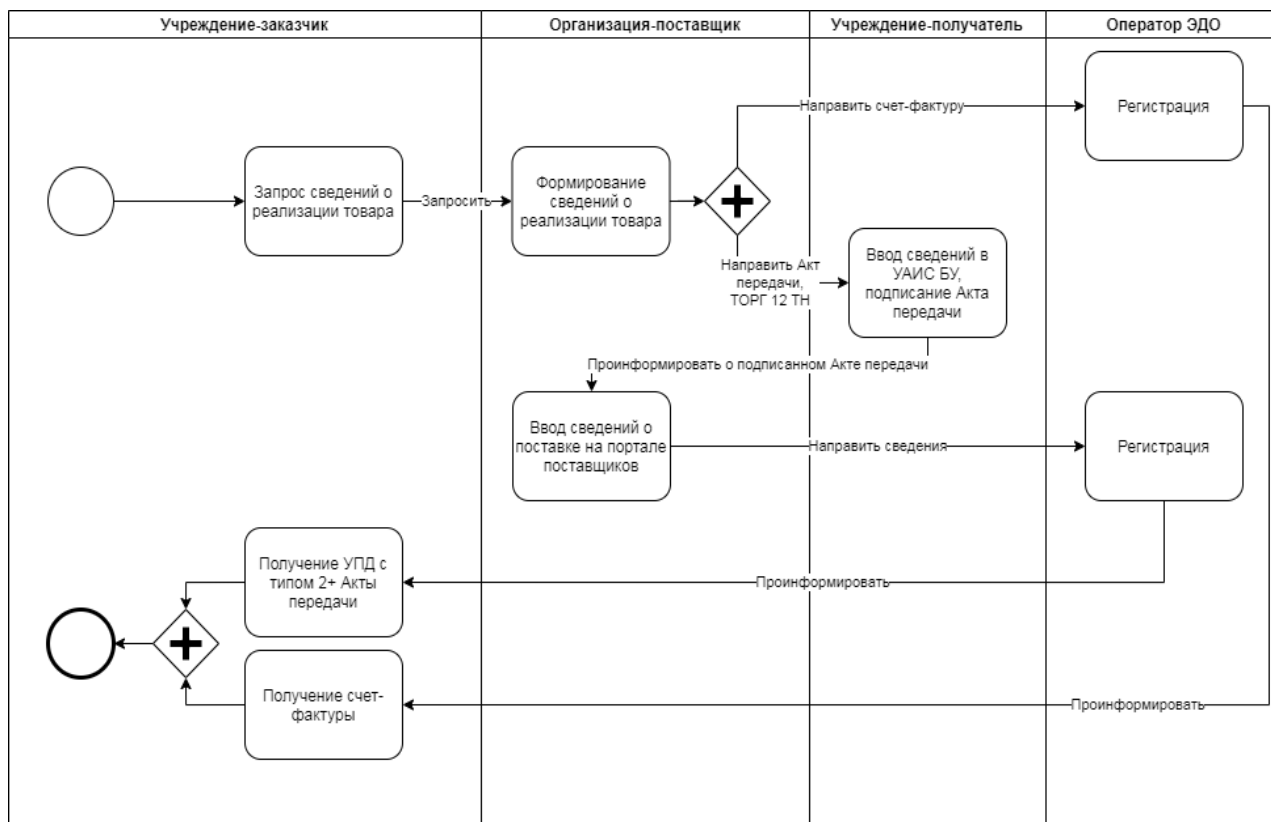 Учреждение-заказчик
Организация-поставщик
Учреждение-получатель
Оператор ЭДО
Направить счет-фактуру
Регистрация
Запрос сведений о
реализации товара
Запросить
Формирование
сведений о
реализации товара
Направить Акт
передачи,
ТОРГ 12 ТН
Ввод сведений в
УАИС БУ,
подписание Акта
передачи
Проинформировать о подписанном Акте передачи
Ввод сведений о
поставке на портале
поставщиков
Направить сведения
Регистрация
Получение УПД с
типом 2+ Акты
передачи
Проинформировать
Получение счет-
фактуры
Проинформировать